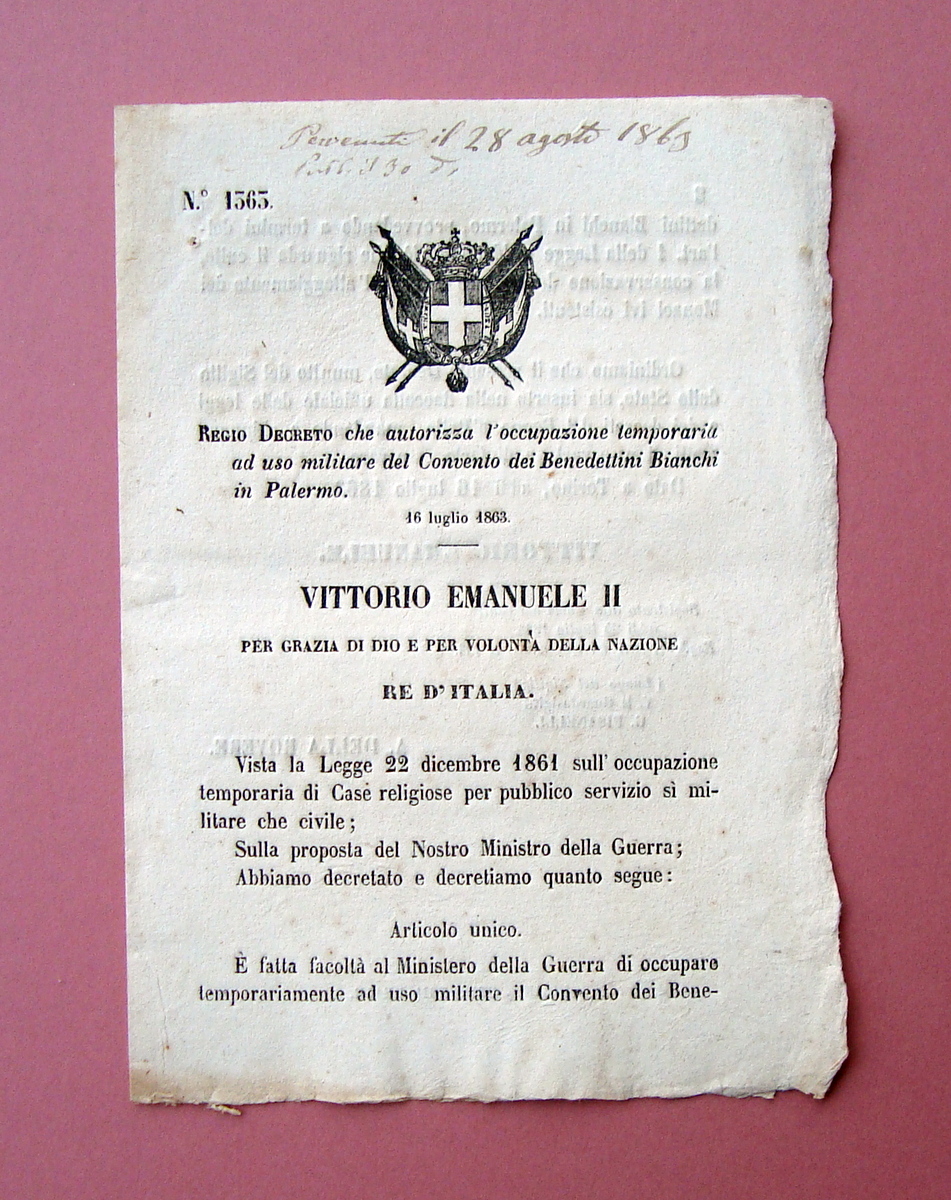 Pervenuto il 28 agosto 1863
Pubb. il 30 
N.° 1365.
REGIO DECRETO che autorizza l'occupazione temporaria
ad uso militare del Convento dei Benedettini Bianchi
in Palermo.
16 luglio 1863.
VITTORIO EMANUELE II
PER GRAZIA DI DIO E PER VOLONTÀ DELLA NAZIONE
RE D'ITALIA.
Vista la Legge 22 dicembre 1861 sull'occupazione
temporaria di Case religiose per pubblico servizio sì mi-
litare che civile;
Sulla proposta del Nostro Ministro della Guerra;
Abbiamo decretato e decretiamo quanto segue:
Articolo unico.
È fatta facoltà al Ministero della Guerra di occupare
temporariamente ad uso militare il Convento dei Bene-